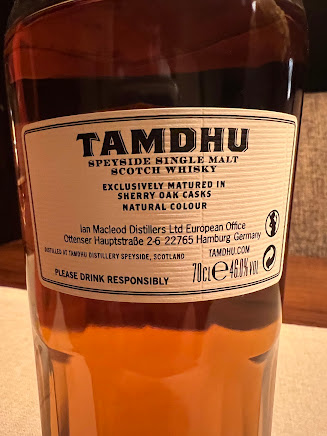 TAMDHU
SPEYSIDE SINGLE MALT
SCOTCH WHISKY
EXCLUSIVELY MATURED IN
SHERRY OAK CASKS
NATURAL COLOUR
Ian Macleod Distillers Ltd European Office
Ottenser Hauptstraße 2-6 22765 Hamburg Germany
DISTILLED AT TAMDHU DISTILLERY SPEYSIDE, SCOTLAND
TAMDHU.COM
PLEASE DRINK RESPONSIBLY
70cl e 46.0% VOL